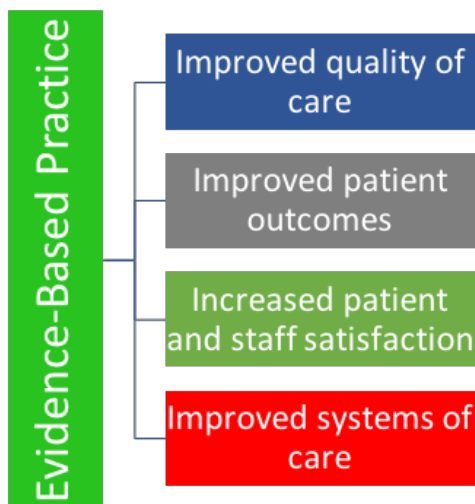 Evidence-Based Practice
Improved quality of
care
Improved patient
outcomes
Increased patient
and staff satisfaction
Improved systems of
care